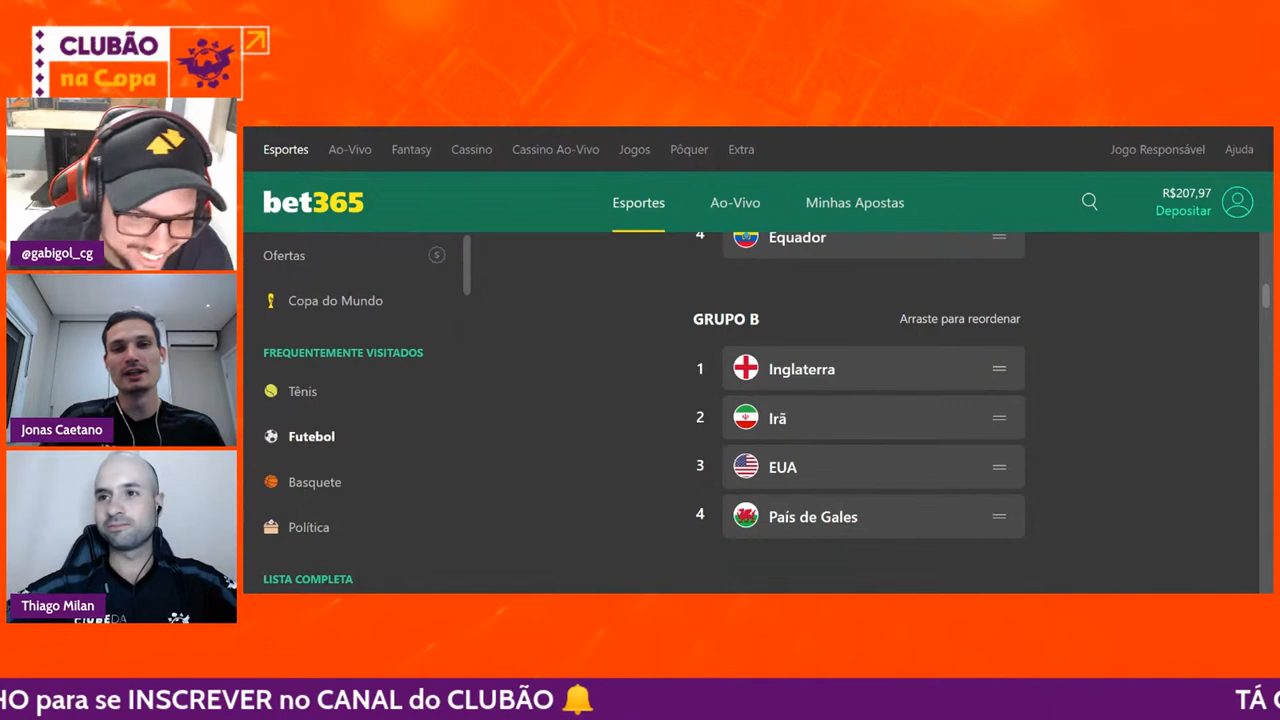 CLUBÃO
na Copa
@gabigol_cg
Jonas Caetano
Thiago Milan
Esportes Ao-Vivo Fantasy Cassino Cassino Ao-Vivo Jogos Pôquer Extra Jogo Responsável Ajuda
bet365 Esportes Ao-Vivo Minhas Apostas R$207,97
Depositar
Ofertas
Copa do Mundo
FREQUENTEMENTE VISITADOS
Tênis
Futebol
Basquete
Política
LISTA COMPLETA
4 Equador
GRUPO B Arraste para reordenar
1 Inglaterra
2 Irã
3 EUA
4 País de Gales
para se INSCREVER no CANAL do CLUBÃO 🔔 TÁ